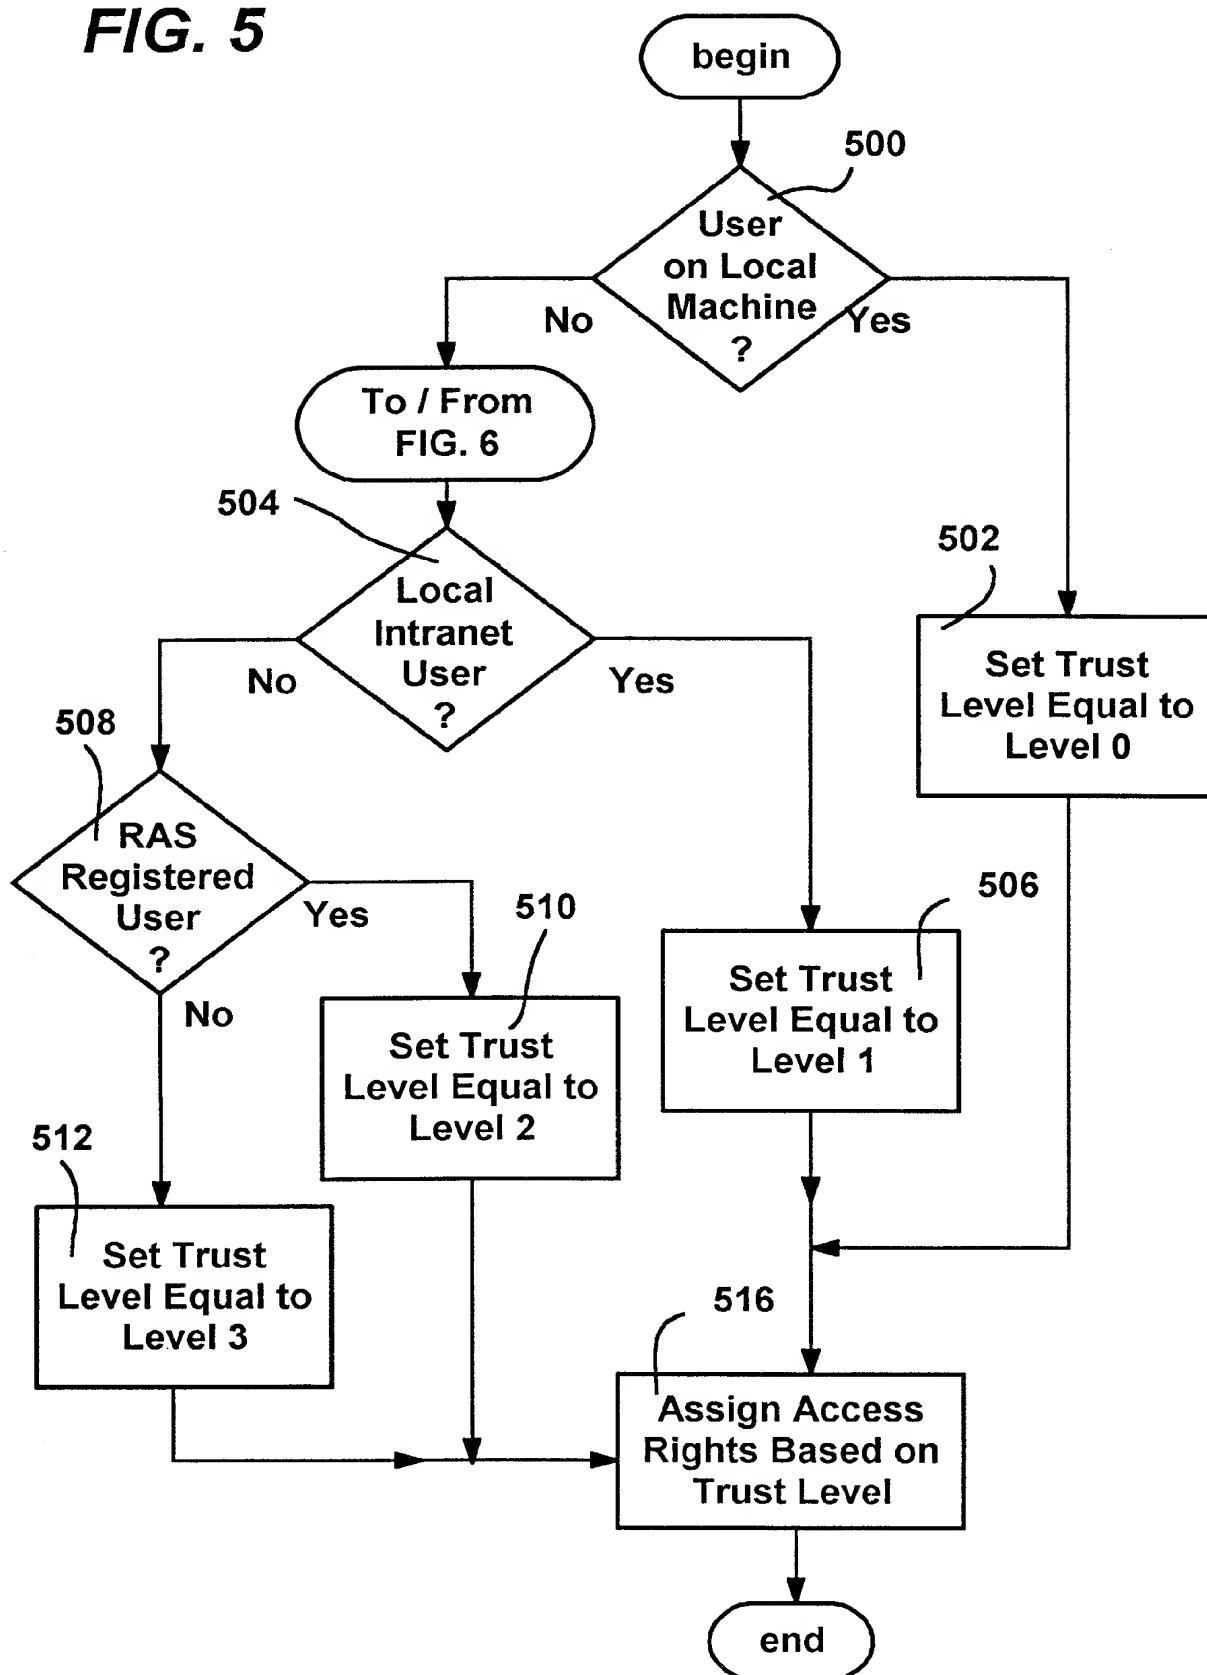 FIG. 5
begin
500
User
on Local
Machine
?
No
Yes
To / From
FIG. 6
504
Local
Intranet
User
?
No
Yes
502
Set Trust
Level Equal to
Level 0
508
RAS
Registered
User
?
Yes
No
510
Set Trust
Level Equal to
Level 2
506
Set Trust
Level Equal to
Level 1
512
Set Trust
Level Equal to
Level 3
516
Assign Access
Rights Based on
Trust Level
end